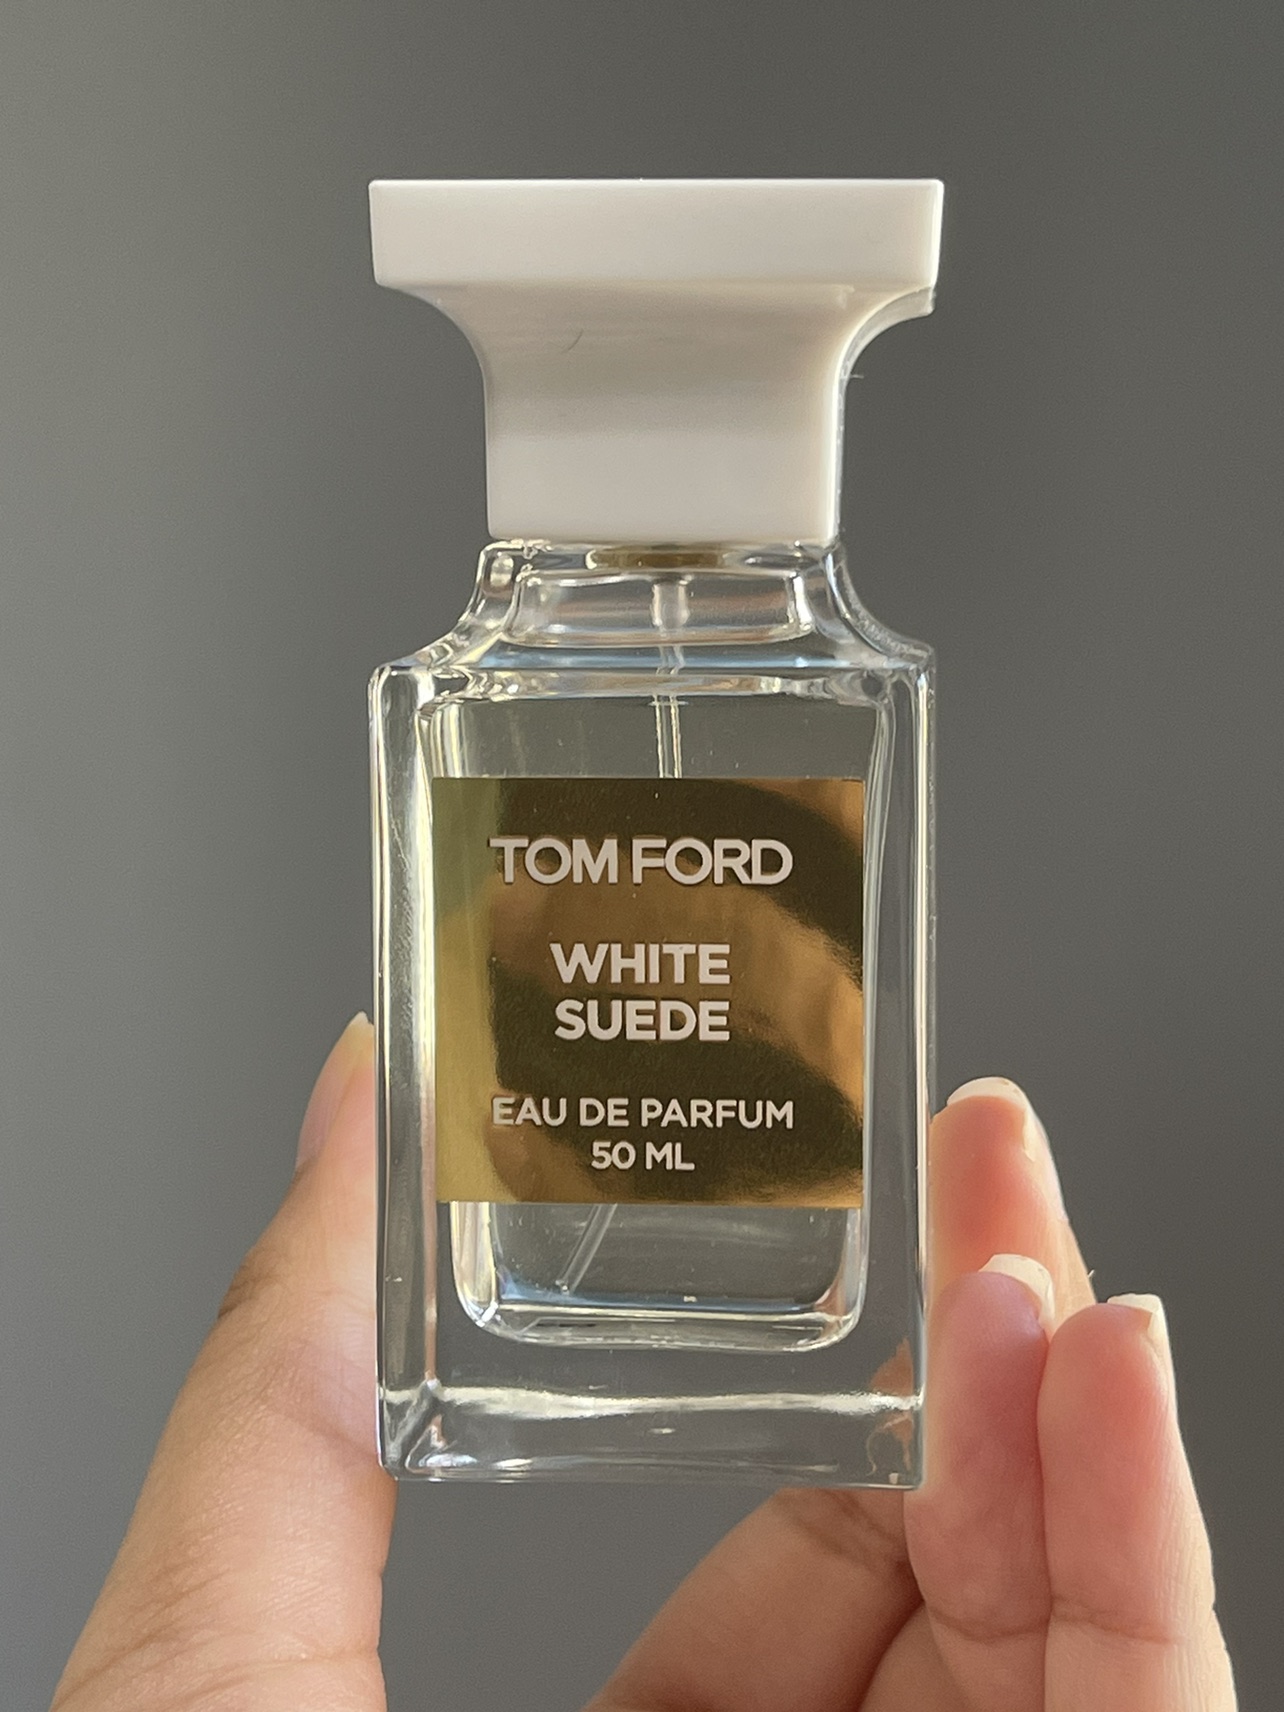 TOM FORD
WHITE
SUEDE
EAU DE PARFUM
50 ML